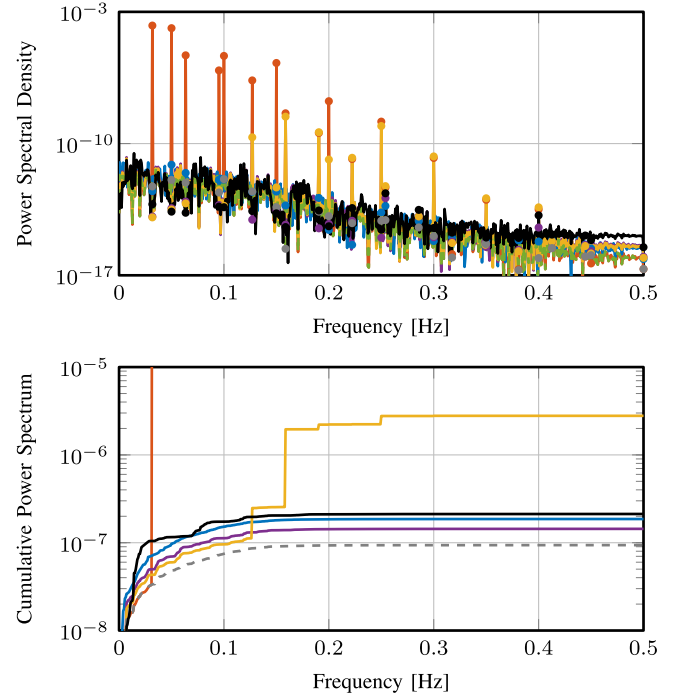 10⁻³
10⁻¹⁰
10⁻¹⁷
Power Spectral Density
0 0.1 0.2 0.3 0.4 0.5
Frequency [Hz]
10⁻⁵
10⁻⁶
10⁻⁷
10⁻⁸
Cumulative Power Spectrum
0 0.1 0.2 0.3 0.4 0.5
Frequency [Hz]